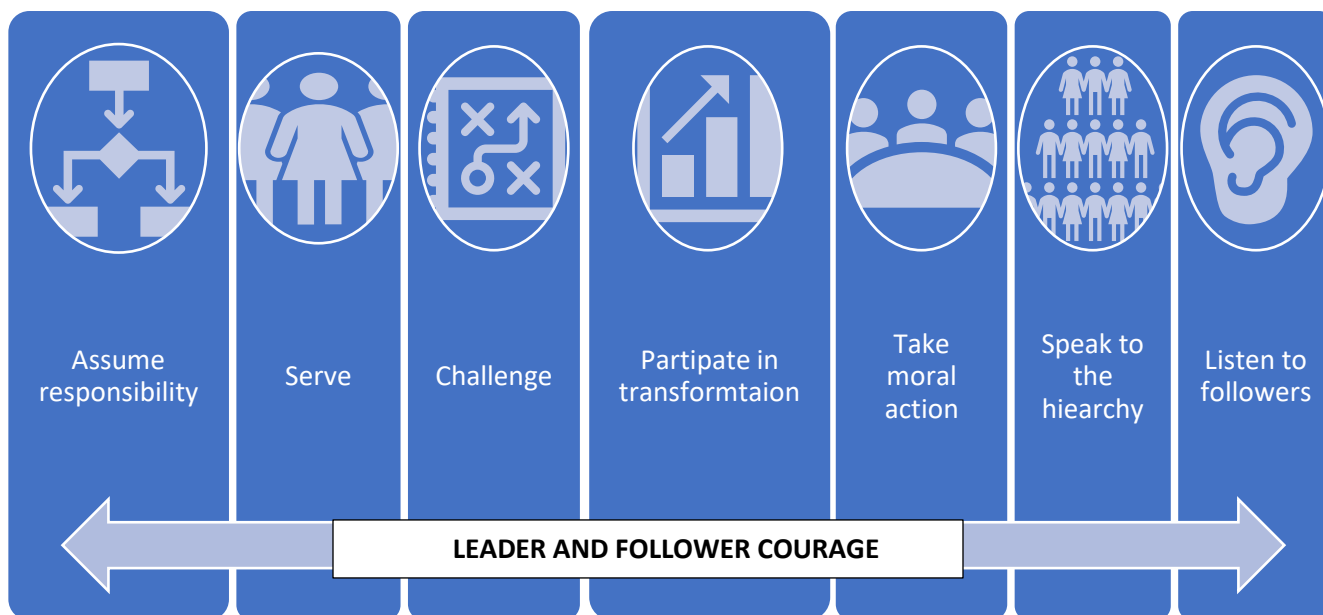 Assume
responsibility
Serve
Challenge
Partipate in
transformtaion
Take
moral
action
Speak to
the
hiearchy
Listen to
followers
LEADER AND FOLLOWER COURAGE